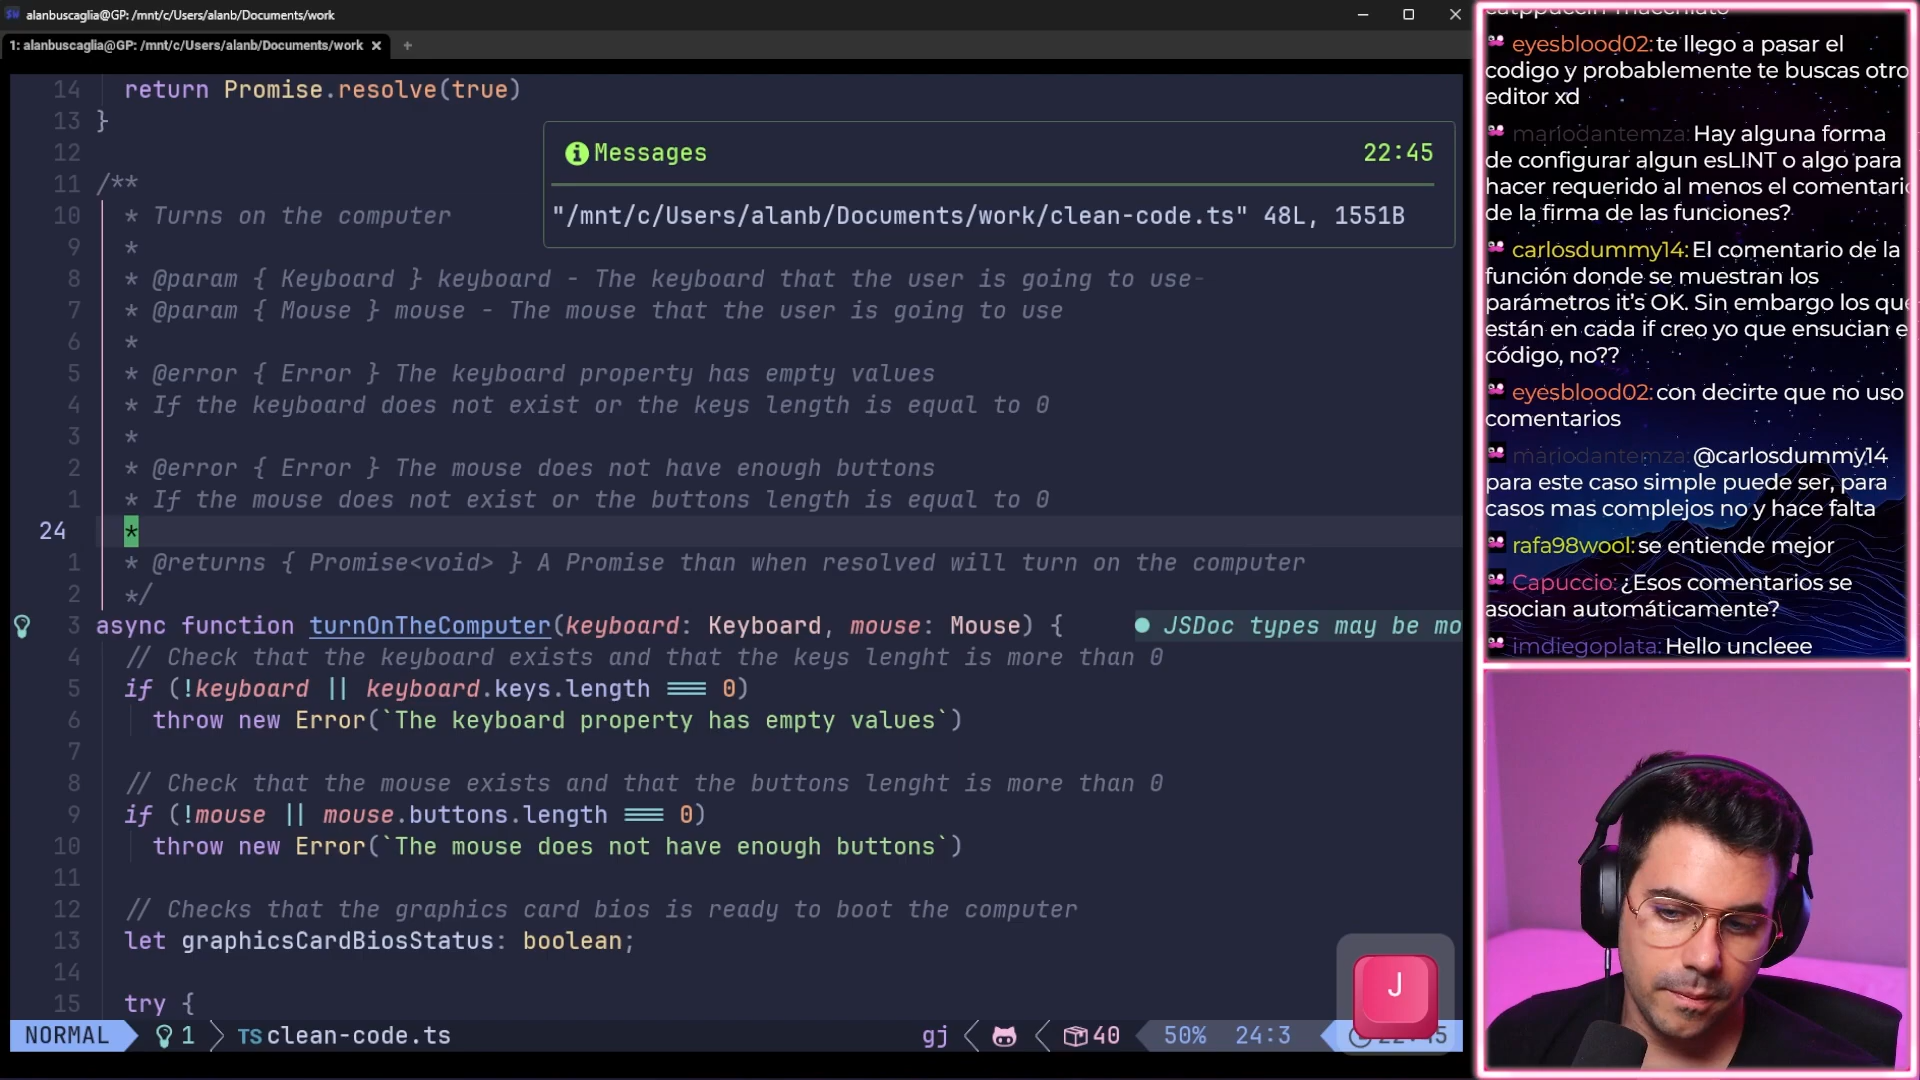 alanbuscaglia@GP: /mnt/c/Users/alanb/Documents/work
1: alanbuscaglia@GP: /mnt/c/Users/alanb/Documents/work × +
14 return Promise.resolve(true)
13 }
12
11 /**
10 * Turns on the computer
9 *
8 * @param { Keyboard } keyboard - The keyboard that the user is going to use-
7 * @param { Mouse } mouse - The mouse that the user is going to use
6 *
5 * @error { Error } The keyboard property has empty values
4 * If the keyboard does not exist or the keys length is equal to 0
3 *
2 * @error { Error } The mouse does not have enough buttons
1 * If the mouse does not exist or the buttons length is equal to 0
24 *
1 * @returns { Promise<void> } A Promise than when resolved will turn on the computer
2 */
3 async function turnOnTheComputer(keyboard: Keyboard, mouse: Mouse) { ● JSDoc types may be mo
4 // Check that the keyboard exists and that the keys lenght is more than 0
5 if (!keyboard || keyboard.keys.length === 0)
6 throw new Error(`The keyboard property has empty values`)
7
8 // Check that the mouse exists and that the buttons lenght is more than 0
9 if (!mouse || mouse.buttons.length === 0)
10 throw new Error(`The mouse does not have enough buttons`)
11
12 // Checks that the graphics card bios is ready to boot the computer
13 let graphicsCardBiosStatus: boolean;
14
15 try {
NORMAL 1 TS clean-code.ts gj 40 50% 24:3 22:45
Messages 22:45
"/mnt/c/Users/alanb/Documents/work/clean-code.ts" 48L, 1551B
J
catppuccin macchiato
eyesblood02: te llego a pasar el
codigo y probablemente te buscas otro
editor xd
mariodantemza: Hay alguna forma
de configurar algun esLINT o algo para
hacer requerido al menos el comentario
de la firma de las funciones?
carlosdummy14: El comentario de la
función donde se muestran los
parámetros it's OK. Sin embargo los que
están en cada if creo yo que ensucian e
código, no??
eyesblood02: con decirte que no uso
comentarios
mariodantemza: @carlosdummy14
para este caso simple puede ser, para
casos mas complejos no y hace falta
rafa98wool: se entiende mejor
Capuccio: ¿Esos comentarios se
asocian automáticamente?
imdiegoplata: Hello uncleee